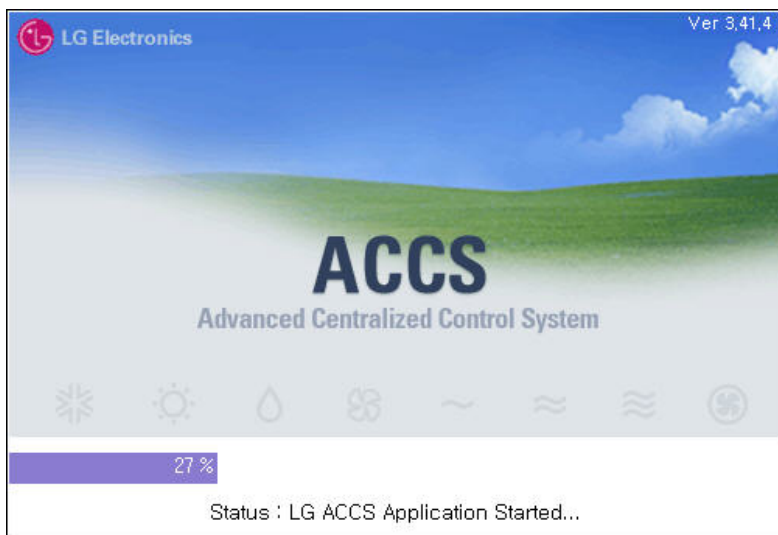 LG Electronics
Ver 3,41,4
ACCS
Advanced Centralized Control System
27 %
Status : LG ACCS Application Started...